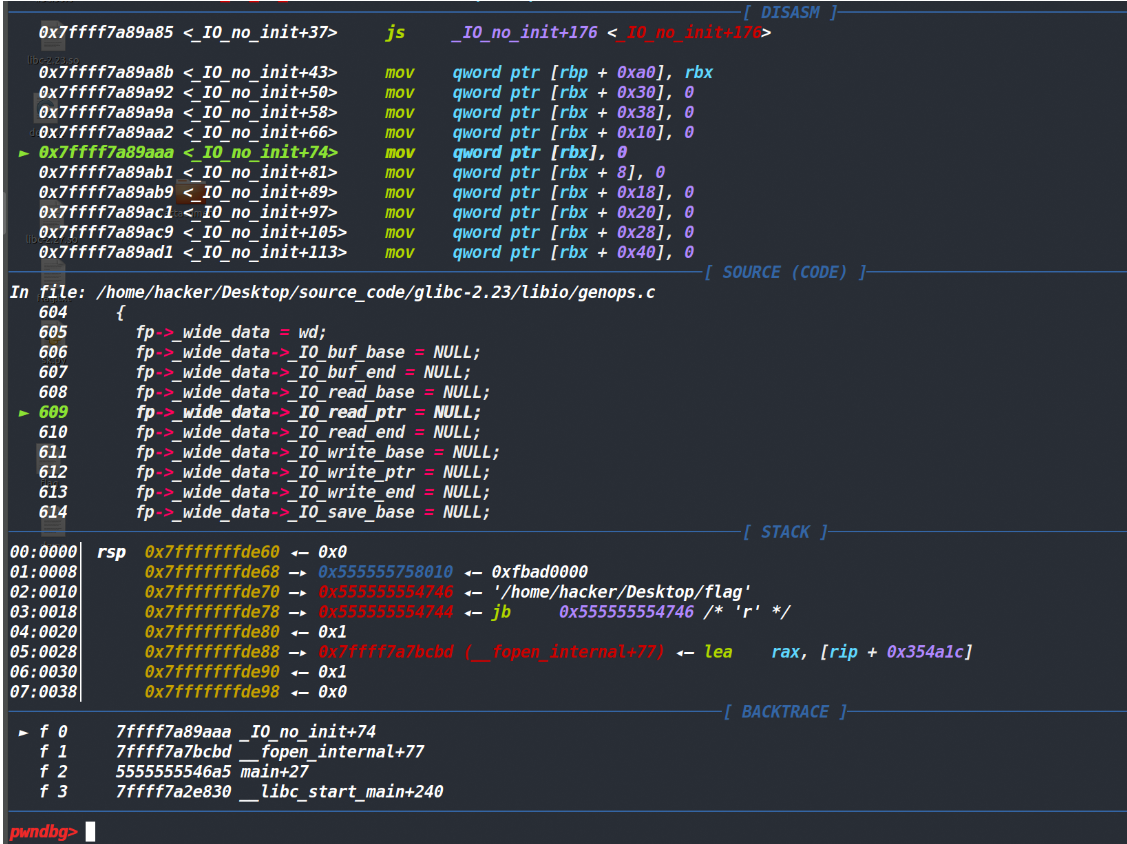 [ DISASM ]
0x7ffff7a89a85 <_IO_no_init+37> js _IO_no_init+176 <_IO_no_init+176>
0x7ffff7a89a8b <_IO_no_init+43> mov qword ptr [rbp + 0xa0], rbx
0x7ffff7a89a92 <_IO_no_init+50> mov qword ptr [rbx + 0x30], 0
0x7ffff7a89a9a <_IO_no_init+58> mov qword ptr [rbx + 0x38], 0
0x7ffff7a89aa2 <_IO_no_init+66> mov qword ptr [rbx + 0x10], 0
► 0x7ffff7a89aaa <_IO_no_init+74> mov qword ptr [rbx], 0
0x7ffff7a89ab1 <_IO_no_init+81> mov qword ptr [rbx + 8], 0
0x7ffff7a89ab9 <_IO_no_init+89> mov qword ptr [rbx + 0x18], 0
0x7ffff7a89ac1 <_IO_no_init+97> mov qword ptr [rbx + 0x20], 0
0x7ffff7a89ac9 <_IO_no_init+105> mov qword ptr [rbx + 0x28], 0
0x7ffff7a89ad1 <_IO_no_init+113> mov qword ptr [rbx + 0x40], 0
[ SOURCE (CODE) ]
In file: /home/hacker/Desktop/source_code/glibc-2.23/libio/genops.c
604 {
605 fp->_wide_data = wd;
606 fp->_wide_data->_IO_buf_base = NULL;
607 fp->_wide_data->_IO_buf_end = NULL;
608 fp->_wide_data->_IO_read_base = NULL;
► 609 fp->_wide_data->_IO_read_ptr = NULL;
610 fp->_wide_data->_IO_read_end = NULL;
611 fp->_wide_data->_IO_write_base = NULL;
612 fp->_wide_data->_IO_write_ptr = NULL;
613 fp->_wide_data->_IO_write_end = NULL;
614 fp->_wide_data->_IO_save_base = NULL;
[ STACK ]
00:0000│ rsp 0x7fffffffde60 ◂— 0x0
01:0008│ 0x7fffffffde68 —▸ 0x555555758010 ◂— 0xfbad0000
02:0010│ 0x7fffffffde70 —▸ 0x555555554746 ◂— '/home/hacker/Desktop/flag'
03:0018│ 0x7fffffffde78 —▸ 0x555555554744 ◂— jb 0x555555554746 /* 'r' */
04:0020│ 0x7fffffffde80 ◂— 0x1
05:0028│ 0x7fffffffde88 —▸ 0x7ffff7a7bcbd (__fopen_internal+77) ◂— lea rax, [rip + 0x354a1c]
06:0030│ 0x7fffffffde90 ◂— 0x1
07:0038│ 0x7fffffffde98 ◂— 0x0
[ BACKTRACE ]
► f 0 7ffff7a89aaa _IO_no_init+74
f 1 7ffff7a7bcbd __fopen_internal+77
f 2 5555555546a5 main+27
f 3 7ffff7a2e830 __libc_start_main+240
pwndbg>